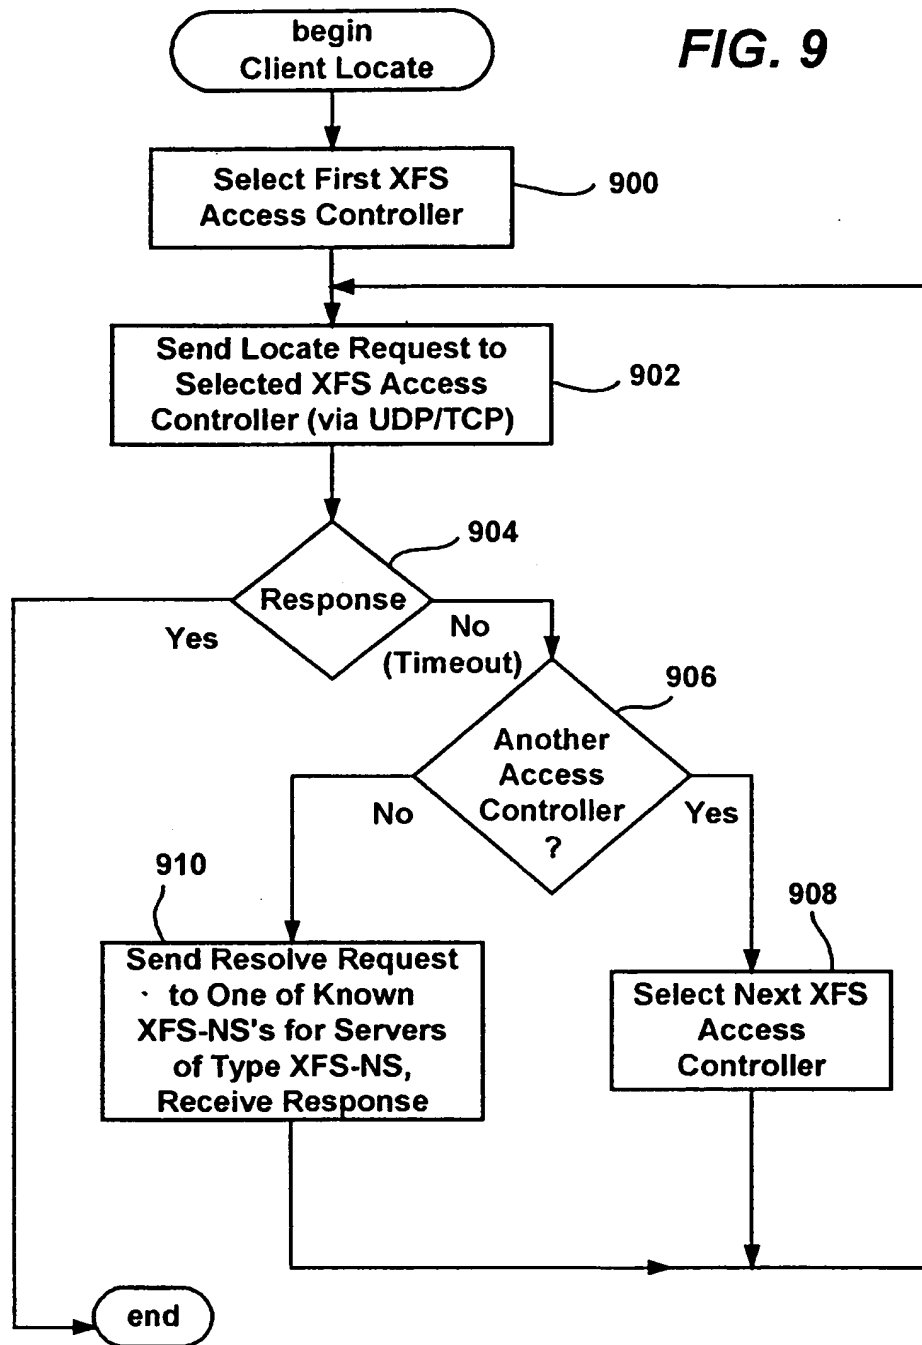 FIG. 9
begin
Client Locate
Select First XFS
Access Controller
900
Send Locate Request to
Selected XFS Access
Controller (via UDP/TCP)
902
904
Response
Yes
No
(Timeout)
906
Another
Access
Controller
?
No
Yes
910
Send Resolve Request
to One of Known
XFS-NS's for Servers
of Type XFS-NS,
Receive Response
908
Select Next XFS
Access
Controller
end